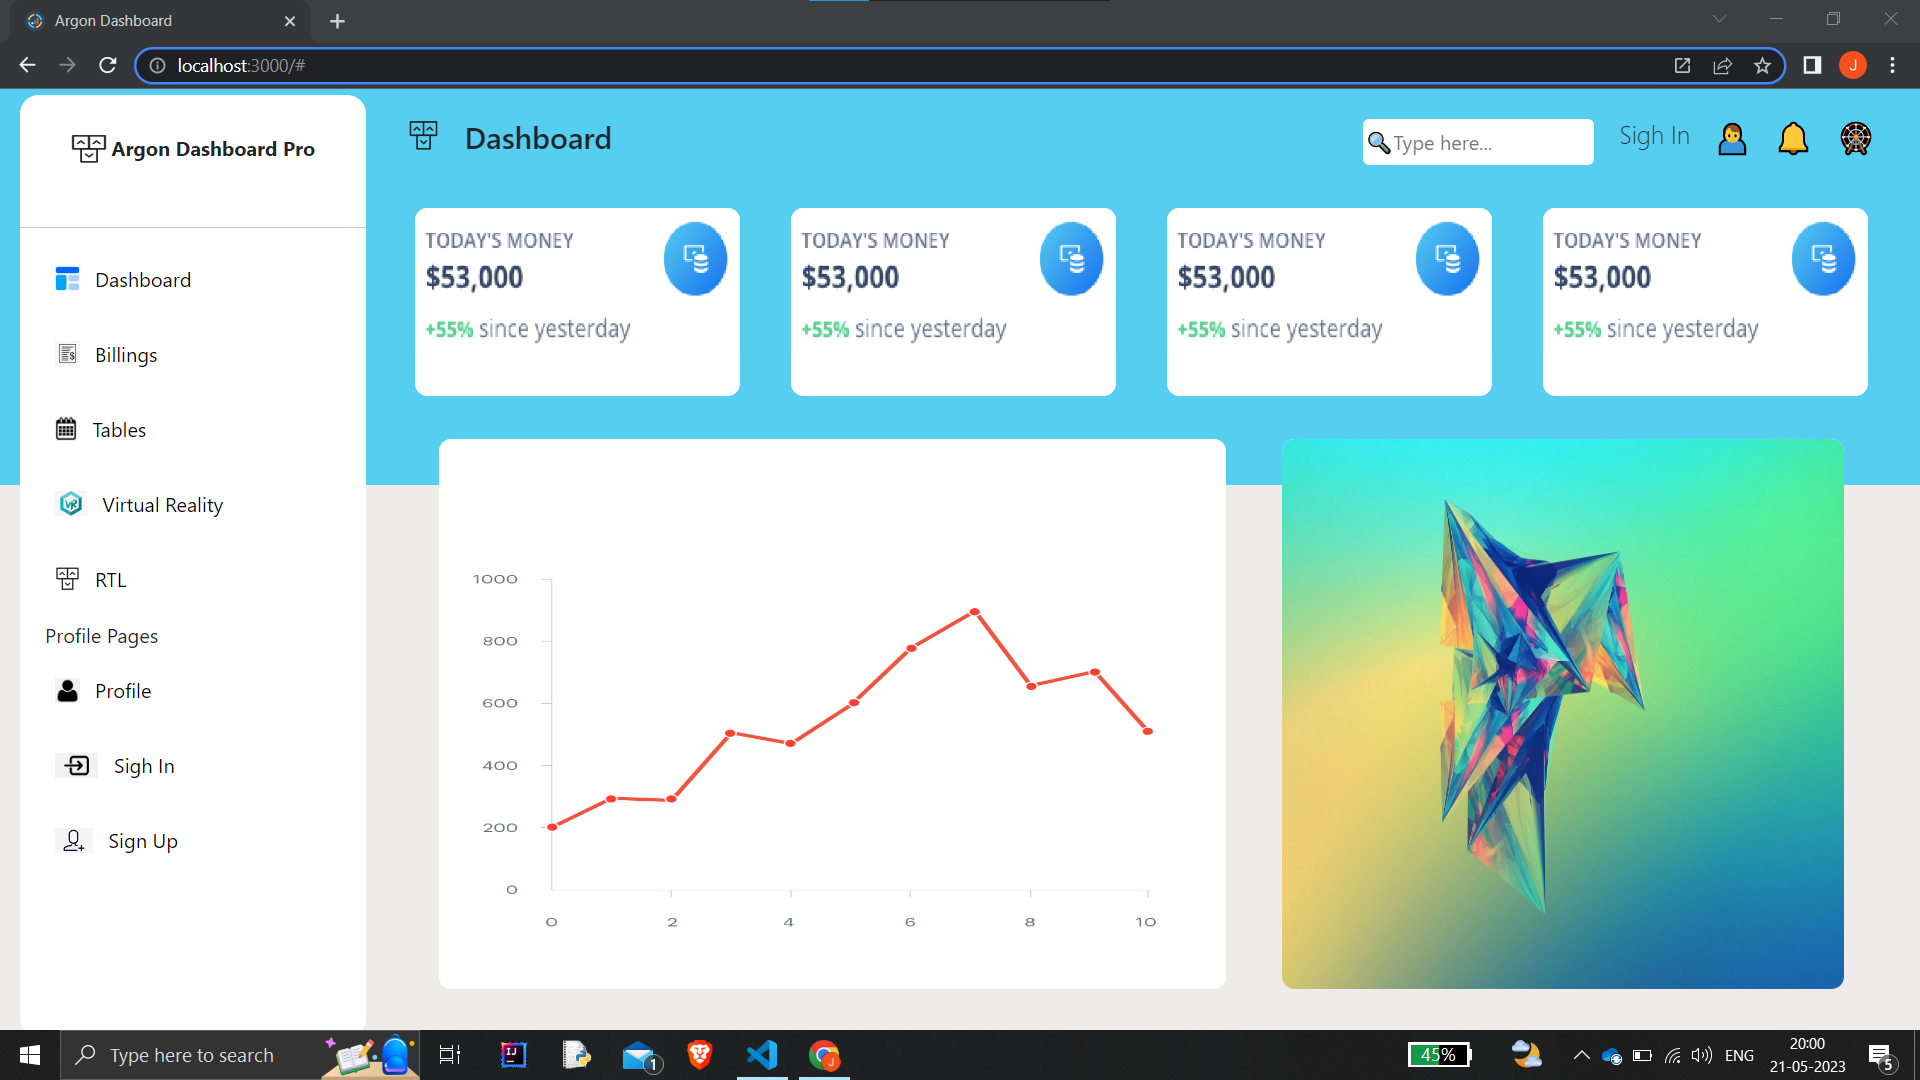 Argon Dashboard
localhost:3000/#
J
Argon Dashboard Pro
Dashboard
Type here...
Sigh In
TODAY'S MONEY
$53,000
+55% since yesterday
TODAY'S MONEY
$53,000
+55% since yesterday
TODAY'S MONEY
$53,000
+55% since yesterday
TODAY'S MONEY
$53,000
+55% since yesterday
Dashboard
Billings
Tables
VR Virtual Reality
RTL
Profile Pages
Profile
Sigh In
Sign Up
1000
800
600
400
200
0
0 2 4 6 8 10
Type here to search
IJ
1
J
45%
ENG
20:00
21-05-2023
5